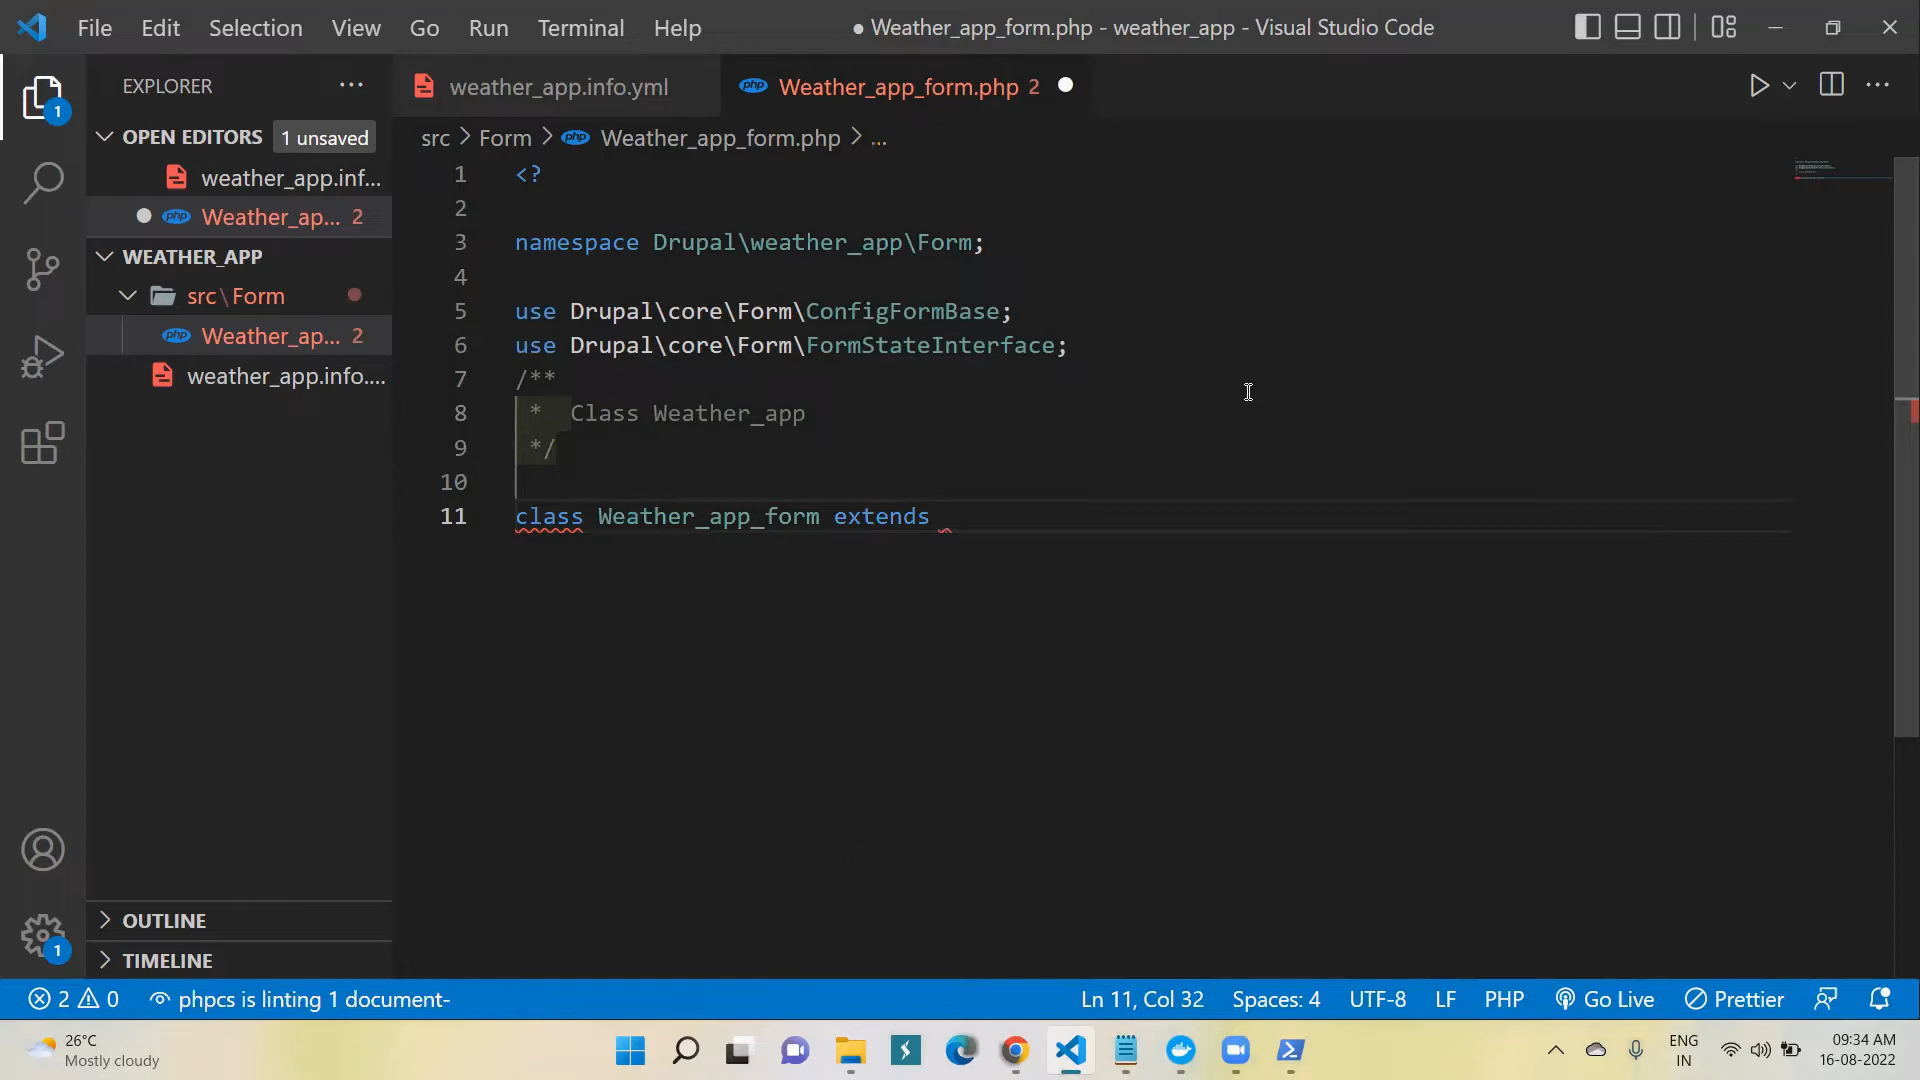 File Edit Selection View Go Run Terminal Help ● Weather_app_form.php - weather_app - Visual Studio Code
EXPLORER ...
weather_app.info.yml
Weather_app_form.php 2
OPEN EDITORS 1 unsaved
weather_app.inf...
Weather_ap... 2
WEATHER_APP
src\Form
Weather_ap... 2
weather_app.info....
OUTLINE
TIMELINE
src > Form > php Weather_app_form.php > ...
1 <?
2
3 namespace Drupal\weather_app\Form;
4
5 use Drupal\core\Form\ConfigFormBase;
6 use Drupal\core\Form\FormStateInterface;
7 /**
8 * Class Weather_app
9 */
10
11 class Weather_app_form extends
1
1
2 0 phpcs is linting 1 document- Ln 11, Col 32 Spaces: 4 UTF-8 LF PHP Go Live Prettier
26°C
Mostly cloudy
ENG
IN
09:34 AM
16-08-2022